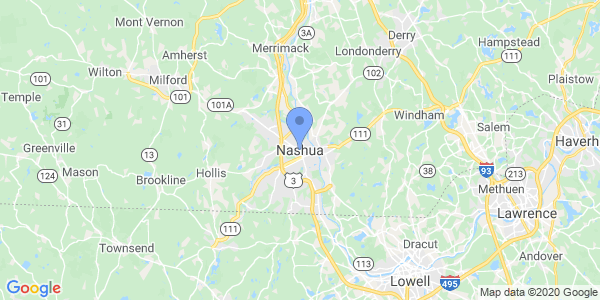 Mont Vernon
3A
Derry
Hampstead
Merrimack
Londonderry
Amherst
111
Plaistow
101
Wilton
Milford
102
101
101
Temple
101A
Windham
31
111
Salem
Haverh
Greenville
13
Nashua
93
124
Mason
Hollis
3
38
213
Brookline
Methuen
Lawrence
111
Townsend
Dracut
Andover
113
Lowell
495
Google
Map data ©2020 Google